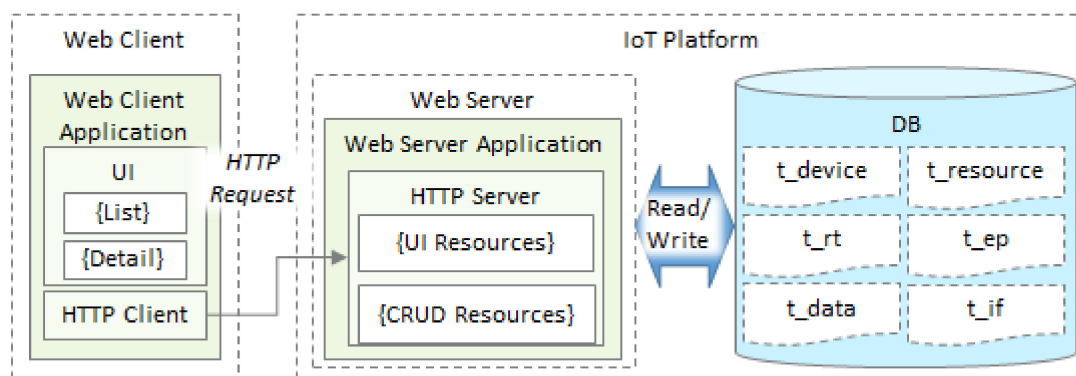 Web Client
Web Client
Application
UI
{List}
{Detail}
HTTP Client
HTTP
Request
IoT Platform
Web Server
Web Server Application
HTTP Server
{UI Resources}
{CRUD Resources}
Read/
Write
DB
t_device
t_resource
t_rt
t_ep
t_data
t_if